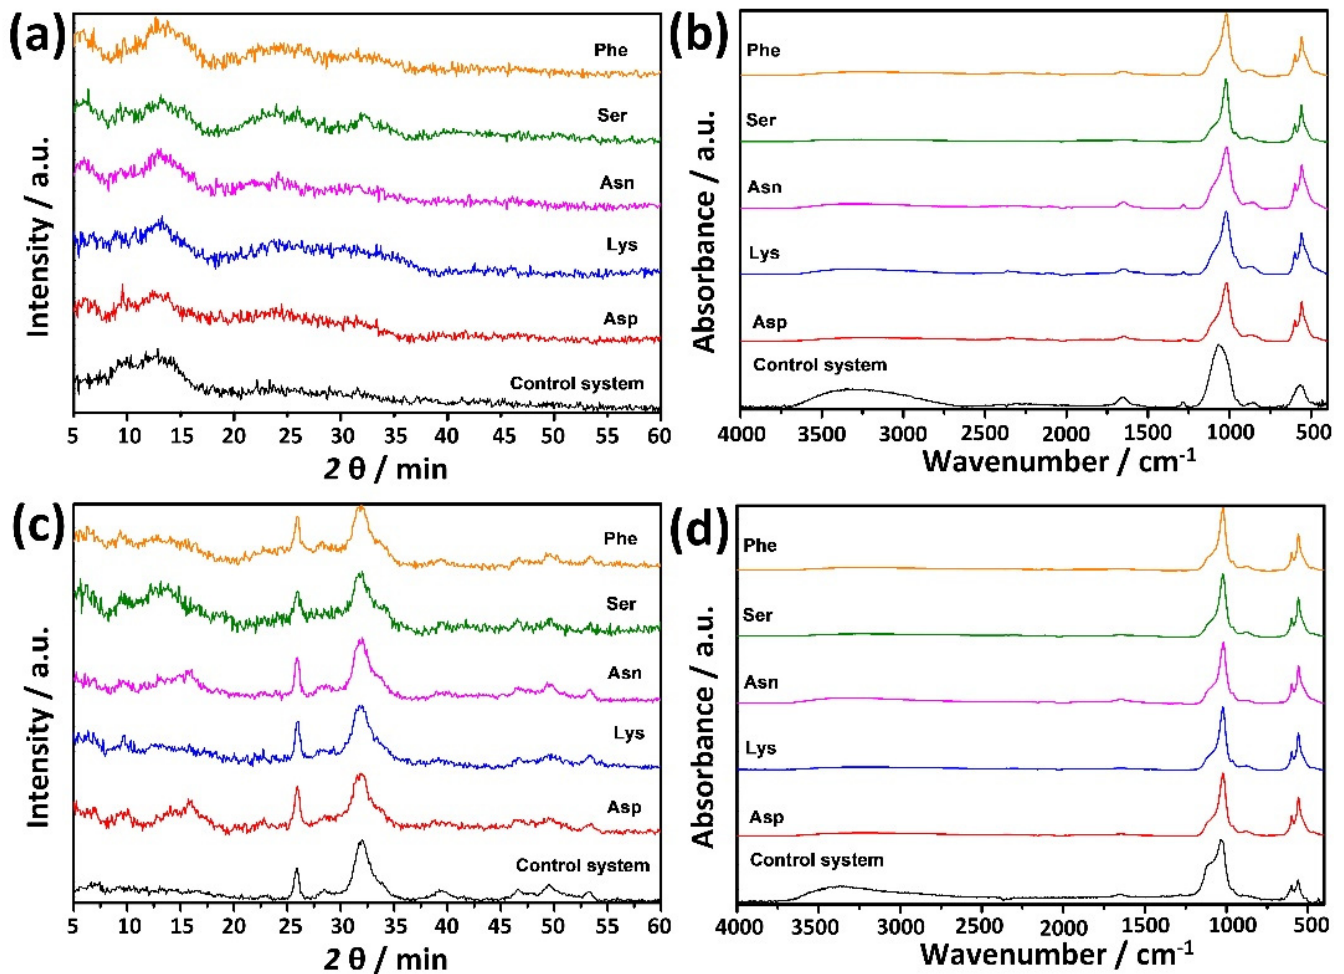 (a)
Phe
Ser
Asn
Lys
Asp
Control system
Intensity / a.u.
5 10 15 20 25 30 35 40 45 50 55 60
2 θ / min
(b)
Phe
Ser
Asn
Lys
Asp
Control system
Absorbance / a.u.
4000 3500 3000 2500 2000 1500 1000 500
Wavenumber / cm-1
(c)
Phe
Ser
Asn
Lys
Asp
Control system
Intensity / a.u.
5 10 15 20 25 30 35 40 45 50 55 60
2 θ / min
(d)
Phe
Ser
Asn
Lys
Asp
Control system
Absorbance / a.u.
4000 3500 3000 2500 2000 1500 1000 500
Wavenumber / cm-1